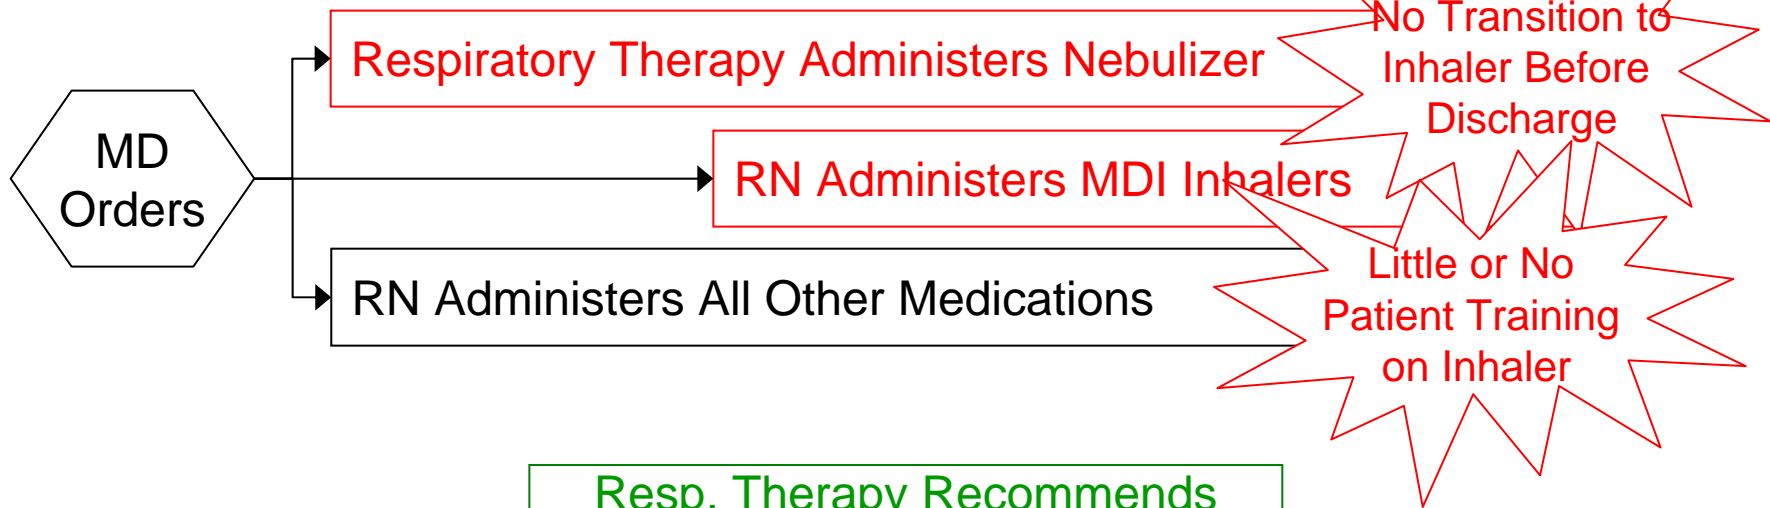 No Transition to
Inhaler Before
Discharge
Respiratory Therapy Administers Nebulizer
MD
Orders
RN Administers MDI Inhalers
RN Administers All Other Medications
Little or No
Patient Training
on Inhaler
Resp. Therapy Recommends